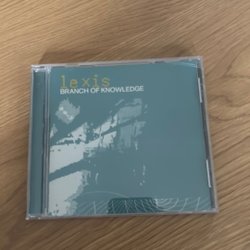 lexis
BRANCH OF KNOWLEDGE